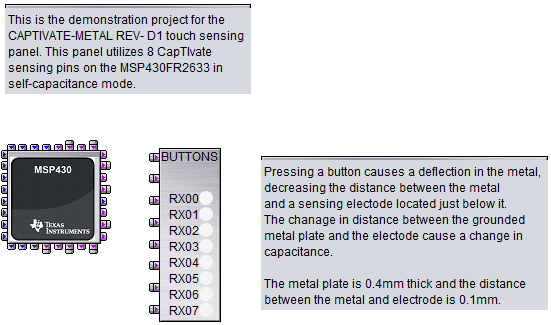 This is the demonstration project for the
CAPTIVATE-METAL REV- D1 touch sensing
panel. This panel utilizes 8 CapTIvate
sensing pins on the MSP430FR2633 in
self-capacitance mode.
MSP430
TEXAS
INSTRUMENTS
BUTTONS
RX00
RX01
RX02
RX03
RX04
RX05
RX06
RX07
Pressing a button causes a deflection in the metal,
decreasing the distance between the metal
and a sensing electode located just below it.
The chanage in distance between the grounded
metal plate and the electode cause a change in
capacitance.
The metal plate is 0.4mm thick and the distance
between the metal and electrode is 0.1mm.